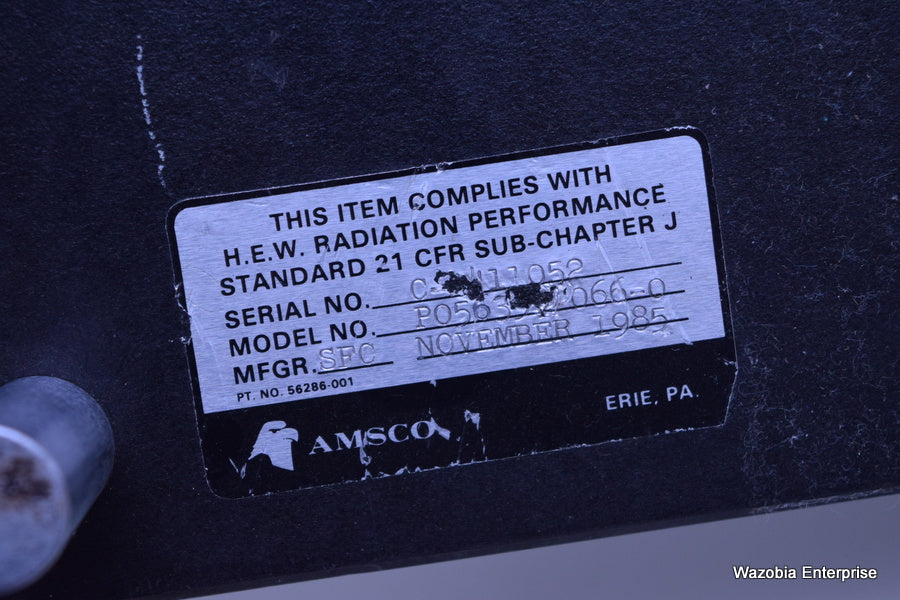 THIS ITEM COMPLIES WITH
H.E.W. RADIATION PERFORMANCE
STANDARD 21 CFR SUB-CHAPTER J
SERIAL NO.
MODEL NO.
MFGR. SFC NOVEMBER 1985
PT. NO. 56286-001
AMSCO ERIE, PA.
Wazobia Enterprise